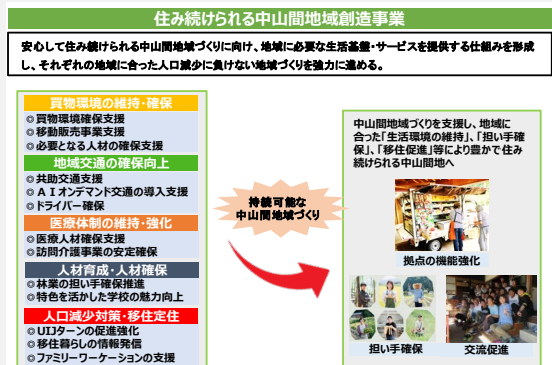 住み続けられる中山間地域創造事業
安心して住み続けられる中山間地域づくりに向け、地域に必要な生活基盤・サービスを提供する仕組みを形成
し、それぞれの地域に合った人口減少に負けない地域づくりを強力に進める。
買物環境の維持・確保
◎買物環境確保支援
◎移動販売事業支援
◎必要となる人材の確保支援
地域交通の確保向上
◎共助交通支援
◎ＡＩオンデマンド交通の導入支援
◎ドライバー確保
医療体制の維持・強化
◎医療人材確保支援
◎訪問介護事業の安定確保
人材育成・人材確保
◎林業の担い手確保推進
◎特色を活かした学校の魅力向上
人口減少対策・移住定住
◎UIJターンの促進強化
◎移住暮らしの情報発信
◎ファミリーワーケーションの支援
持続可能な
中山間地域づくり
中山間地域づくりを支援し、地域に
合った「生活環境の維持」、「担い手確
保」、「移住促進」等により豊かで住み
続けられる中山間地へ
拠点の機能強化
担い手確保
交流促進